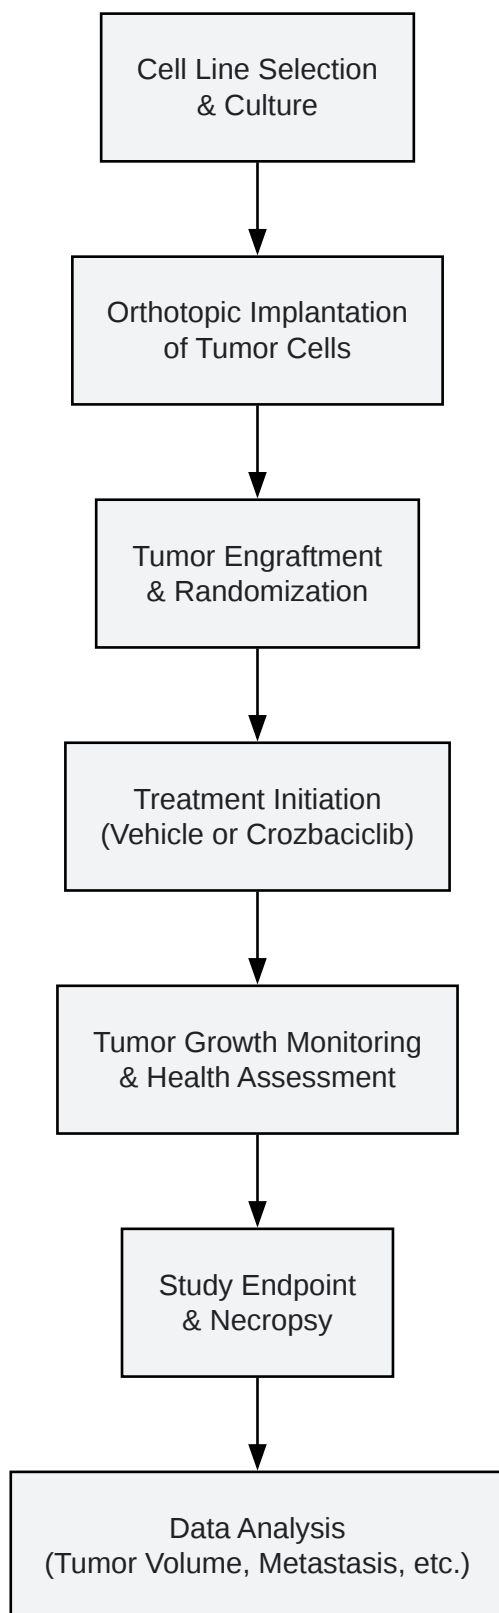 Cell Line Selection
& Culture
Orthotopic Implantation
of Tumor Cells
Tumor Engraftment
& Randomization
Treatment Initiation
(Vehicle or Crozbaciclib)
Tumor Growth Monitoring
& Health Assessment
Study Endpoint
& Necropsy
Data Analysis
(Tumor Volume, Metastasis, etc.)